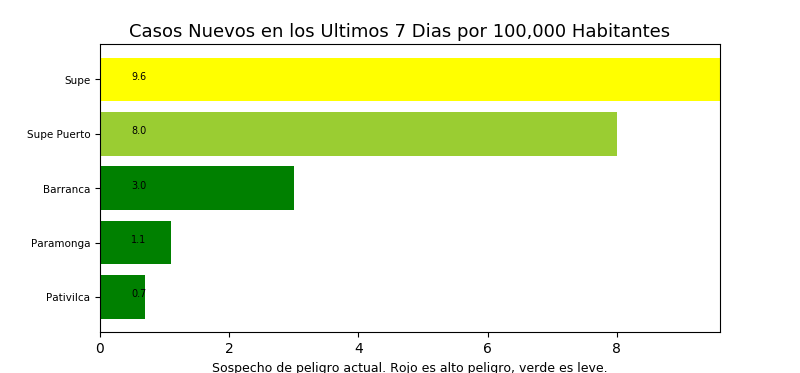 Casos Nuevos en los Ultimos 7 Dias por 100,000 Habitantes
Supe 9.6
Supe Puerto 8.0
Barranca 3.0
Paramonga 1.1
Pativilca 0.7
0 2 4 6 8
Sospecho de peligro actual. Rojo es alto peligro, verde es leve.